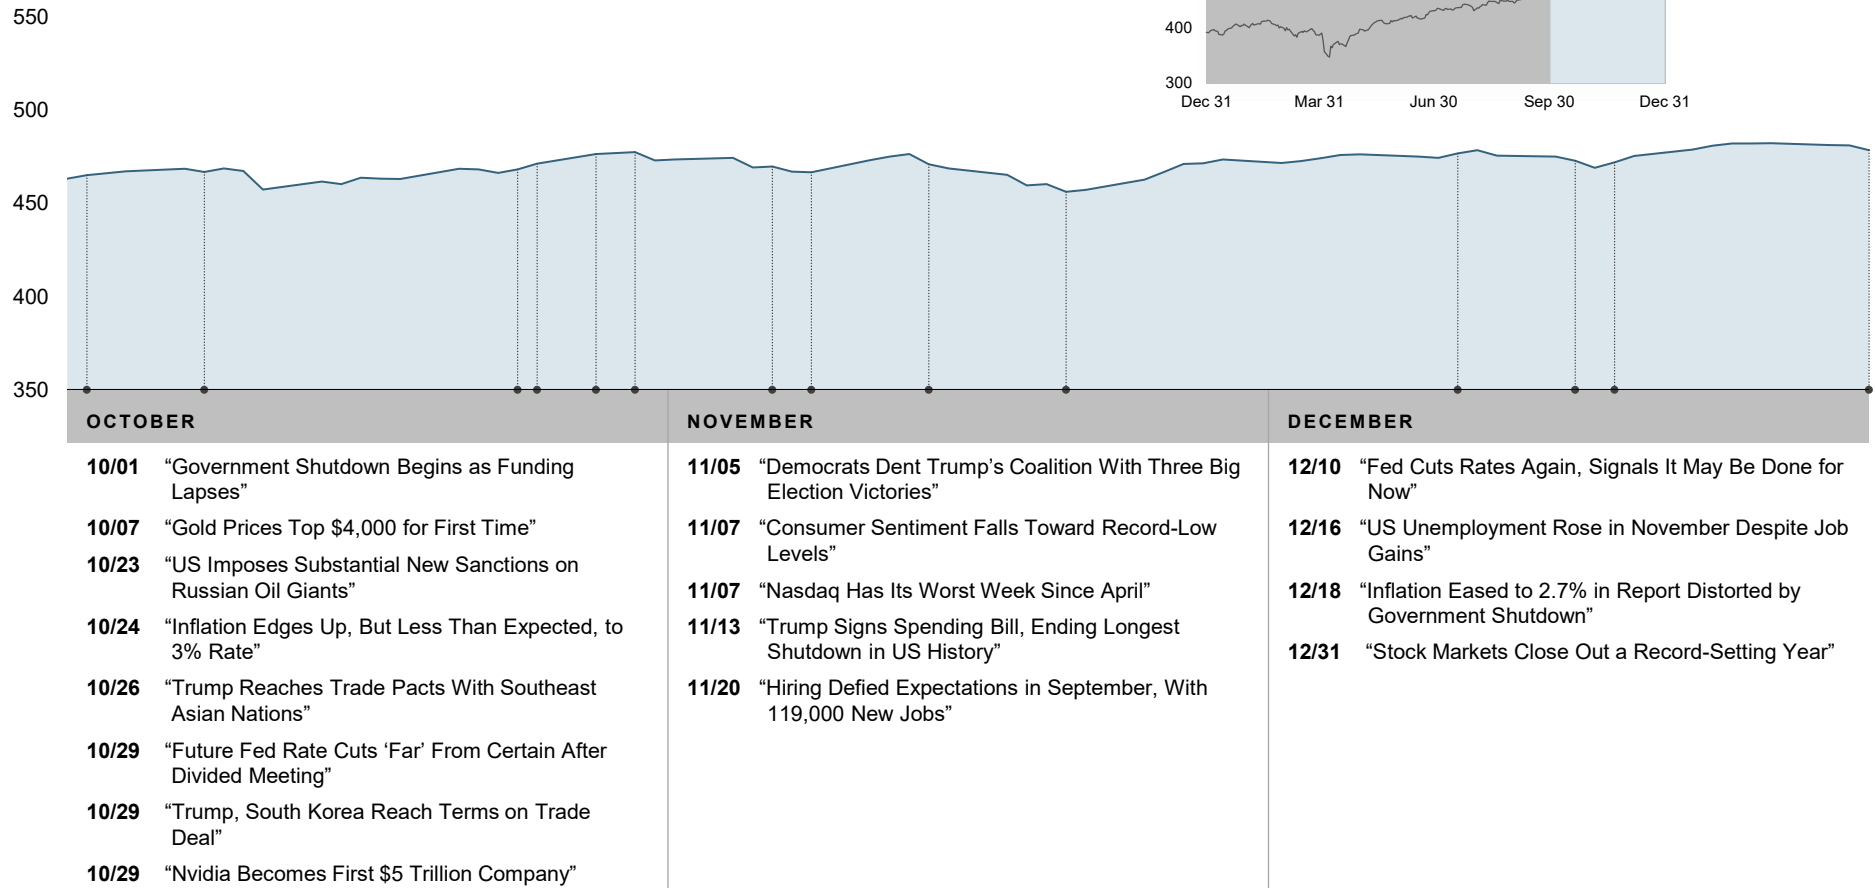 550
500
450
400
350
400
300
Dec 31 Mar 31 Jun 30 Sep 30 Dec 31
OCTOBER
10/01 “Government Shutdown Begins as Funding
Lapses”
10/07 “Gold Prices Top $4,000 for First Time”
10/23 “US Imposes Substantial New Sanctions on
Russian Oil Giants”
10/24 “Inflation Edges Up, But Less Than Expected, to
3% Rate”
10/26 “Trump Reaches Trade Pacts With Southeast
Asian Nations”
10/29 “Future Fed Rate Cuts ‘Far’ From Certain After
Divided Meeting”
10/29 “Trump, South Korea Reach Terms on Trade
Deal”
10/29 “Nvidia Becomes First $5 Trillion Company”
NOVEMBER
11/05 “Democrats Dent Trump’s Coalition With Three Big
Election Victories”
11/07 “Consumer Sentiment Falls Toward Record-Low
Levels”
11/07 “Nasdaq Has Its Worst Week Since April”
11/13 “Trump Signs Spending Bill, Ending Longest
Shutdown in US History”
11/20 “Hiring Defied Expectations in September, With
119,000 New Jobs”
DECEMBER
12/10 “Fed Cuts Rates Again, Signals It May Be Done for
Now”
12/16 “US Unemployment Rose in November Despite Job
Gains”
12/18 “Inflation Eased to 2.7% in Report Distorted by
Government Shutdown”
12/31 “Stock Markets Close Out a Record-Setting Year”